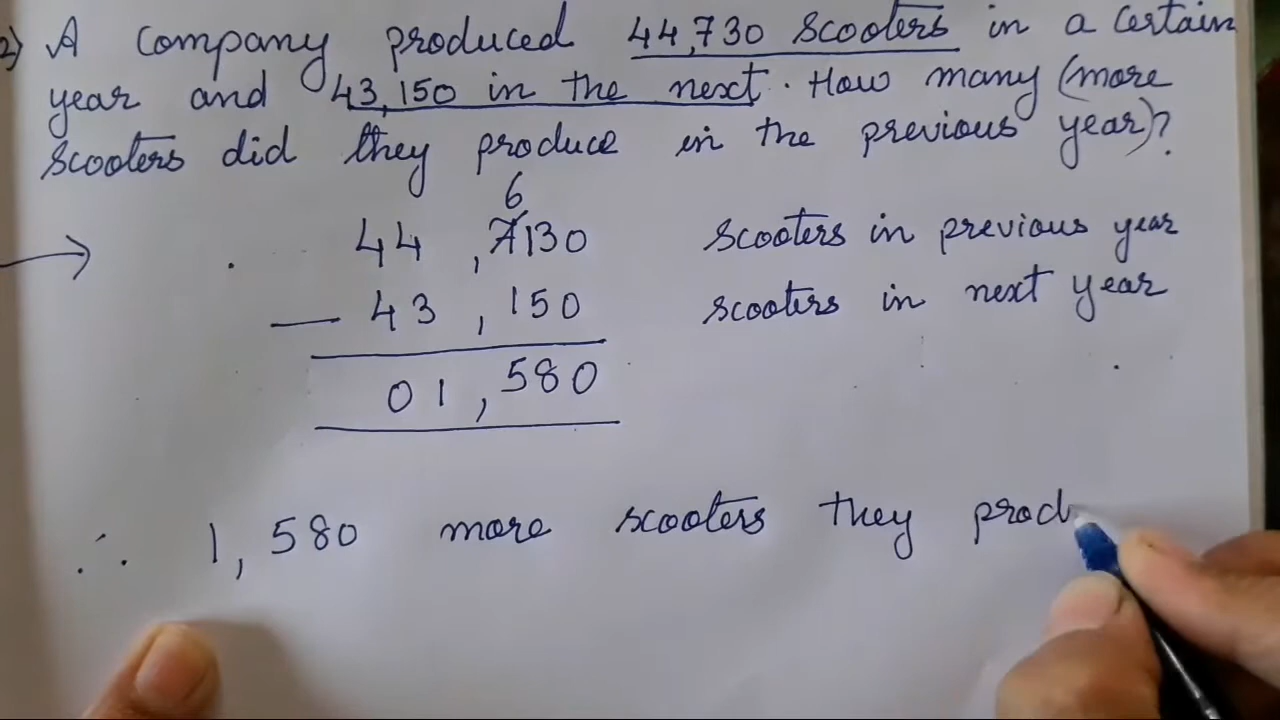 2) A company produced 44,730 scooters in a certain
year and 43,150 in the next. How many (more
scooters did they produce in the previous year)?
6
44,7130 scooters in previous year
— 43,150 scooters in next year
01,580
∴ 1,580 more scooters they prod